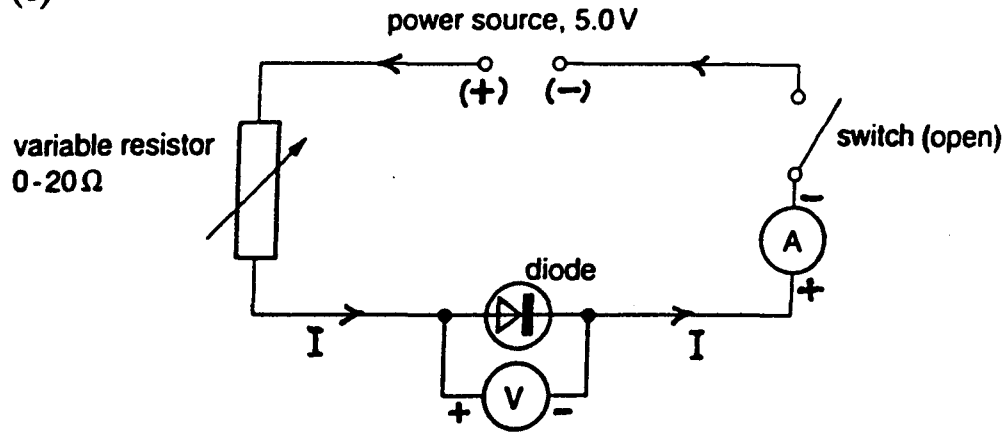 power source, 5.0 V
(+) (-)
variable resistor
0-20 Ω
switch (open)
-
A
+
diode
I
I
+ V -